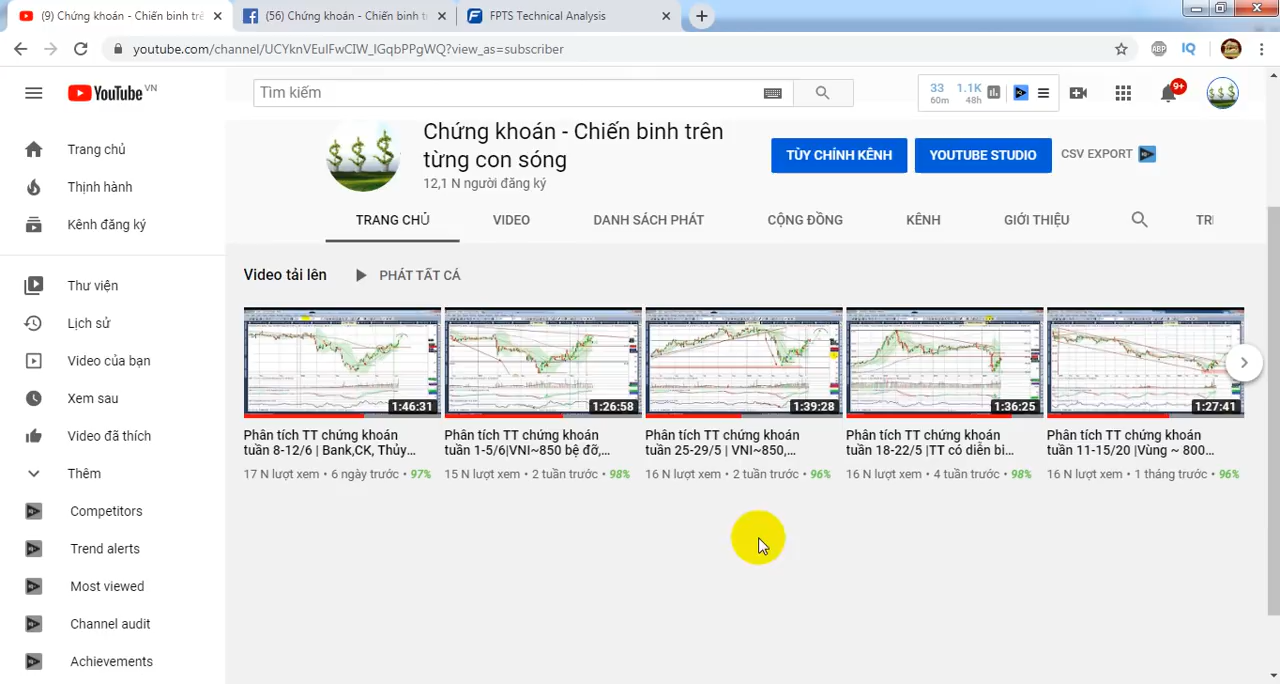 (9) Chứng khoán - Chiến binh trê
(56) Chứng khoán - Chiến binh t
FPTS Technical Analysis
youtube.com/channel/UCYknVEuIFwCIW_lGqbPPgWQ?view_as=subscriber
ABP
IQ
YouTube VN
Tìm kiếm
33 1.1K
60m 48h
9+
Trang chủ
Thịnh hành
Kênh đăng ký
Thư viện
Lịch sử
Video của bạn
Xem sau
Video đã thích
Thêm
Competitors
Trend alerts
Most viewed
Channel audit
Achievements
Chứng khoán - Chiến binh trên
từng con sóng
12,1 N người đăng ký
TÙY CHỈNH KÊNH
YOUTUBE STUDIO
CSV EXPORT
TRANG CHỦ
VIDEO
DANH SÁCH PHÁT
CỘNG ĐỒNG
KÊNH
GIỚI THIỆU
TRÌ
Video tải lên
PHÁT TẤT CẢ
1:46:31
Phân tích TT chứng khoán
tuần 8-12/6 | Bank,CK, Thủy...
17 N lượt xem • 6 ngày trước • 97%
1:26:58
Phân tích TT chứng khoán
tuần 1-5/6|VNI~850 bệ đỡ,...
15 N lượt xem • 2 tuần trước • 98%
1:39:28
Phân tích TT chứng khoán
tuần 25-29/5 | VNI~850,...
16 N lượt xem • 2 tuần trước • 96%
1:36:25
Phân tích TT chứng khoán
tuần 18-22/5 |TT có diễn bi...
16 N lượt xem • 4 tuần trước • 98%
1:27:41
Phân tích TT chứng khoán
tuần 11-15/20 |Vùng ~ 800...
16 N lượt xem • 1 tháng trước • 96%